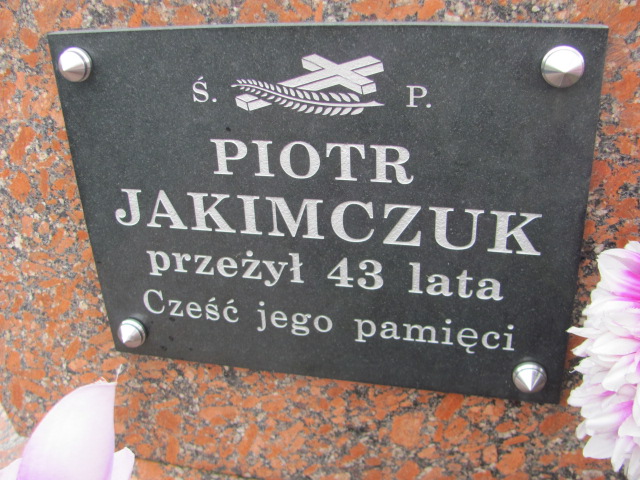 Ś. P.
PIOTR
JAKIMCZUK
przeżył 43 lata
Cześć jego pamięci